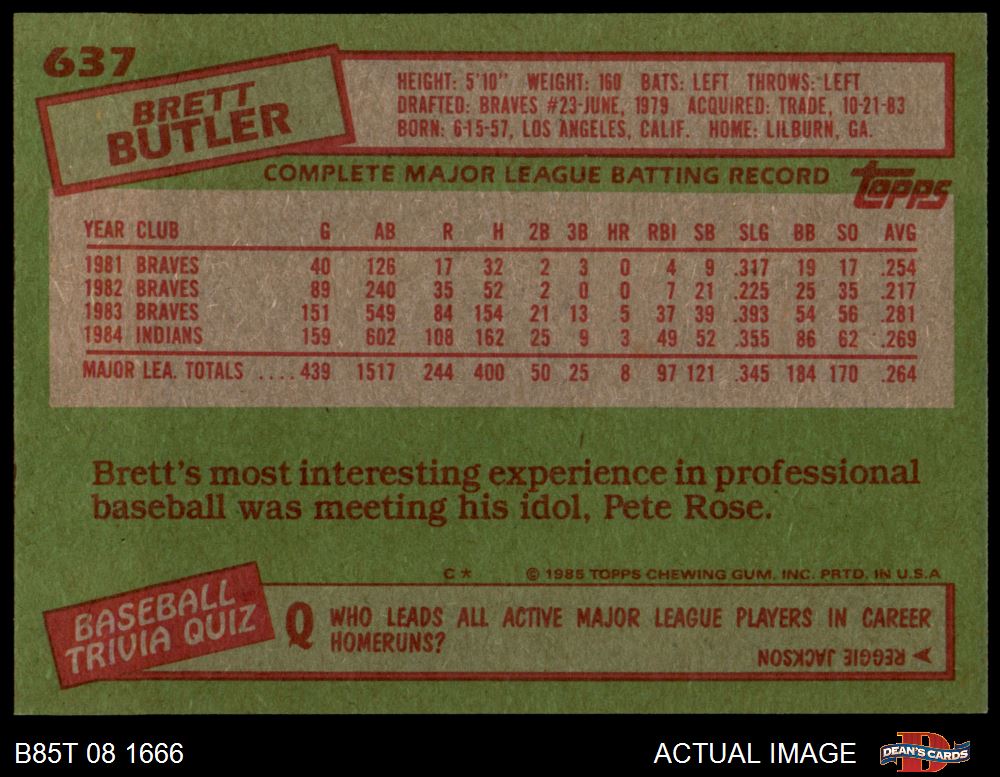 637
BRETT
BUTLER
HEIGHT: 5'10" WEIGHT: 160 BATS: LEFT THROWS: LEFT
DRAFTED: BRAVES #23-JUNE, 1979 ACQUIRED: TRADE, 10-21-83
BORN: 6-15-57, LOS ANGELES, CALIF. HOME: LILBURN, GA.
COMPLETE MAJOR LEAGUE BATTING RECORD
topps
YEAR CLUB G AB R H 2B 3B HR RBI SB SLG BB SO AVG
1981 BRAVES 40 126 17 32 2 3 0 4 9 .317 19 17 .254
1982 BRAVES 89 240 35 52 2 0 0 7 21 .225 25 35 .217
1983 BRAVES 151 549 84 154 21 13 5 37 39 .393 54 56 .281
1984 INDIANS 159 602 108 162 25 9 3 49 52 .355 86 62 .269
MAJOR LEA. TOTALS .... 439 1517 244 400 50 25 8 97 121 .345 184 170 .264
Brett's most interesting experience in professional
baseball was meeting his idol, Pete Rose.
C* © 1985 TOPPS CHEWING GUM, INC. PRTD. IN U.S.A
BASEBALL
TRIVIA QUIZ
Q WHO LEADS ALL ACTIVE MAJOR LEAGUE PLAYERS IN CAREER
HOMERUNS?
REGGIE JACKSON
B85T 08 1666
ACTUAL IMAGE
DEAN'S CARDS